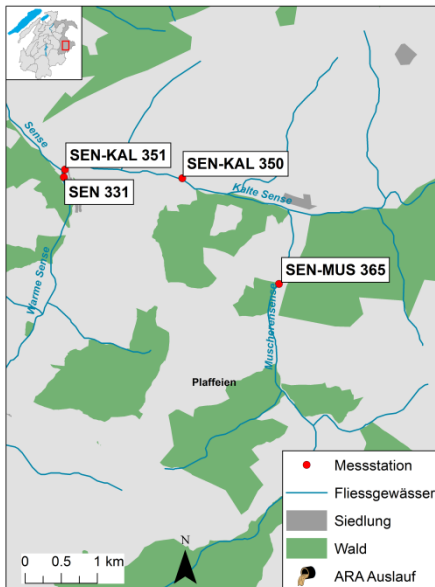 Sense
SEN-KAL 351
SEN-KAL 350
SEN 331
Kalte Sense
Warme Sense
SEN-MUS 365
Muscherensense
Plaffeien
N
0 0.5 1 km
Messstation
Fliessgewässer
Siedlung
Wald
ARA Auslauf